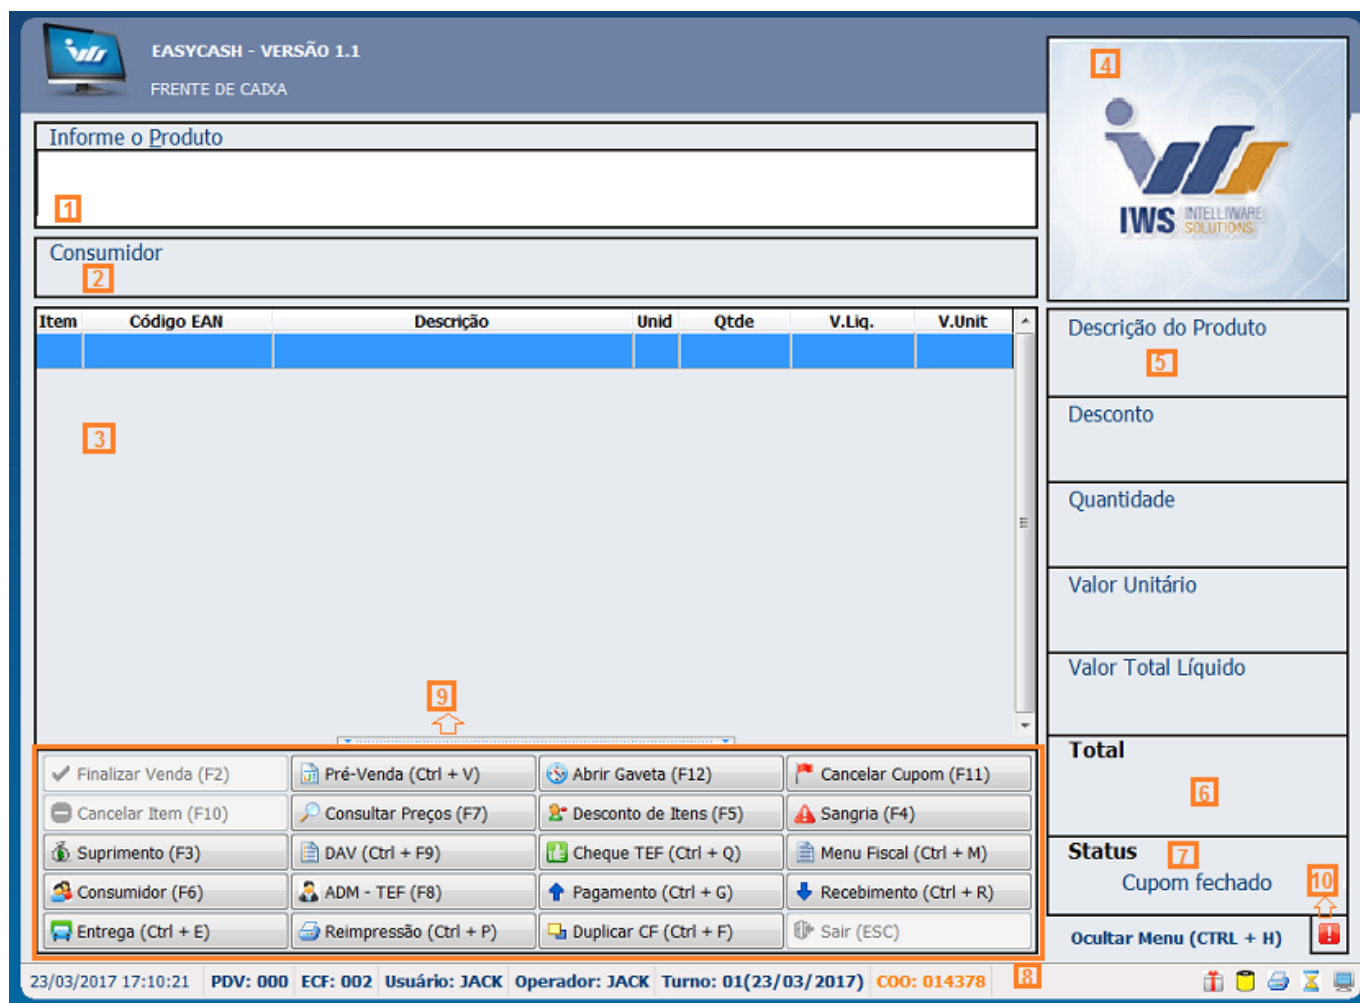 EASYCASH - VERSÃO 1.1
FRENTE DE CAIXA
4
IWS INTELLIWARE SOLUTIONS
Informe o Produto
1
Consumidor
2
Item Código EAN Descrição Unid Qtde V.Liq. V.Unit
3
Descrição do Produto
5
Desconto
Quantidade
Valor Unitário
Valor Total Líquido
Total
6
Status
7
Cupom fechado
10
Ocultar Menu (CTRL + H)
9
Finalizar Venda (F2) Pré-Venda (Ctrl + V) Abrir Gaveta (F12) Cancelar Cupom (F11)
Cancelar Item (F10) Consultar Preços (F7) Desconto de Itens (F5) Sangria (F4)
Suprimento (F3) DAV (Ctrl + F9) Cheque TEF (Ctrl + Q) Menu Fiscal (Ctrl + M)
Consumidor (F6) ADM - TEF (F8) Pagamento (Ctrl + G) Recebimento (Ctrl + R)
Entrega (Ctrl + E) Reimpressão (Ctrl + P) Duplicar CF (Ctrl + F) Sair (ESC)
23/03/2017 17:10:21 PDV: 000 ECF: 002 Usuário: JACK Operador: JACK Turno: 01(23/03/2017) COO: 014378 8